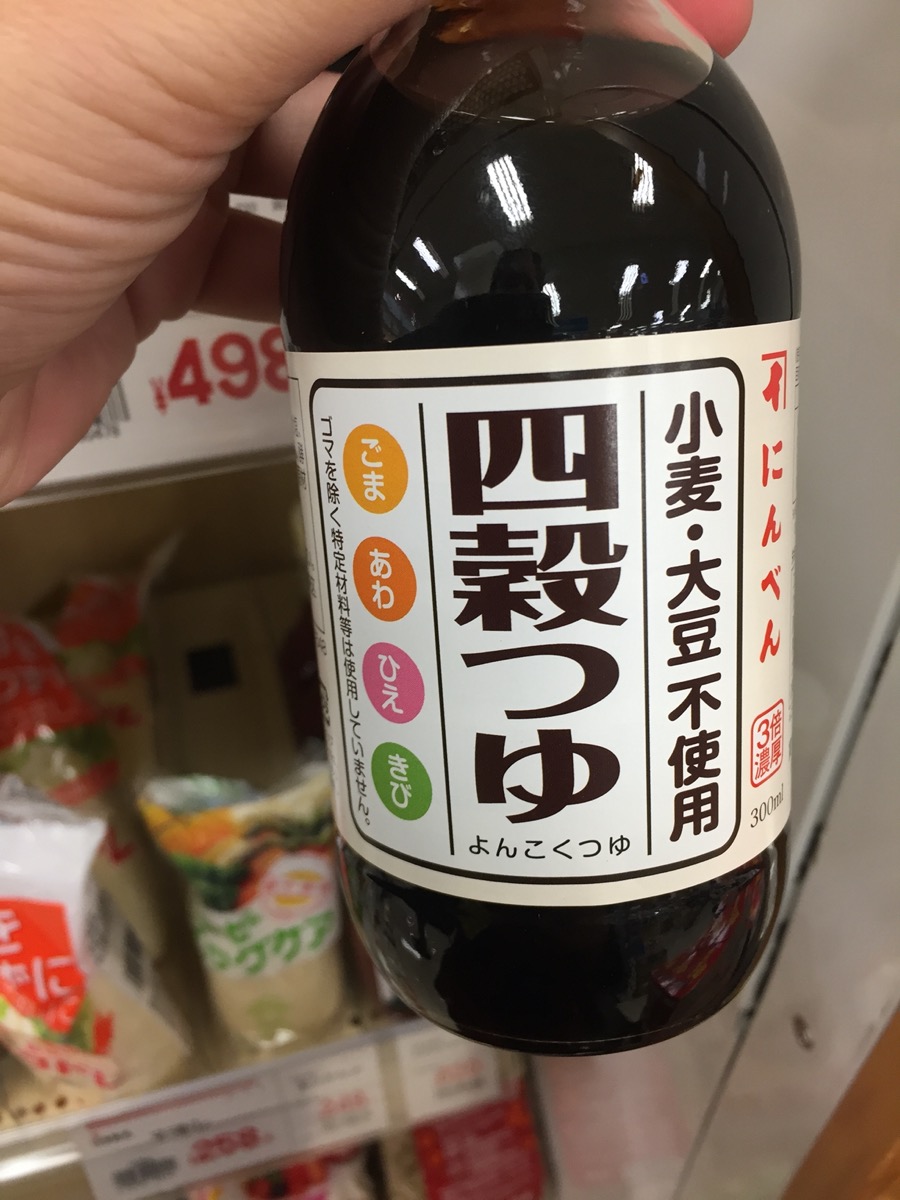 にんべん
3倍
濃厚
300ml
小麦・大豆 不使用
四穀つゆ
よんこくつゆ
ごま
あわ
ひえ
きび
ゴマを除く特定材料等は使用していません。
¥498
258